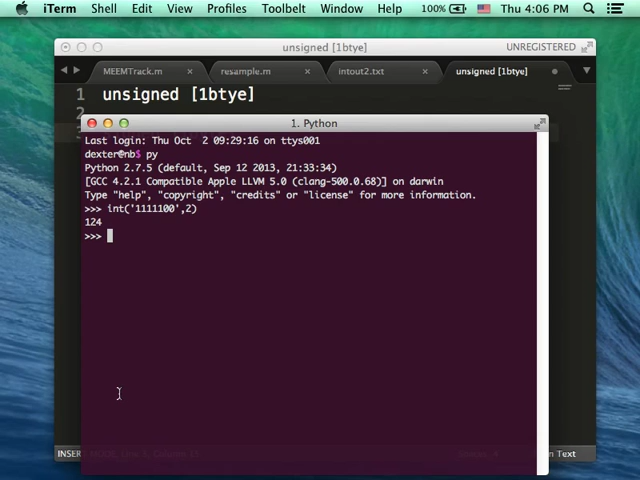 iTerm Shell Edit View Profiles Toolbelt Window Help 100% Thu 4:06 PM
unsigned [1btye] UNREGISTERED
MEEMTrack.m × resample.m × intout2.txt × unsigned [1btye]
1 unsigned [1btye]
2
3
1. Python
Last login: Thu Oct  2 09:29:16 on ttys001
dexter@nb$ py
Python 2.7.5 (default, Sep 12 2013, 21:33:34)
[GCC 4.2.1 Compatible Apple LLVM 5.0 (clang-500.0.68)] on darwin
Type "help", "copyright", "credits" or "license" for more information.
>>> int('1111100',2)
124
>>>
Text